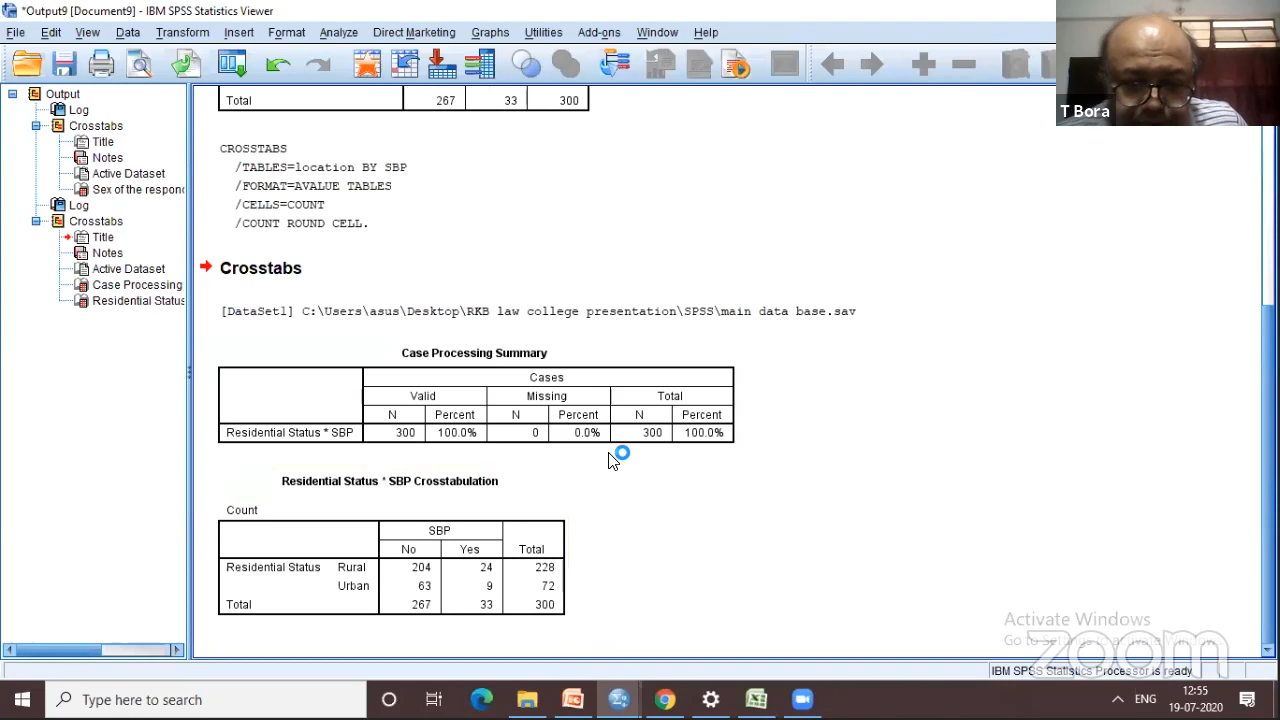 *Output9 [Document9] - IBM SPSS Statistics Viewer
File Edit View Data Transform Insert Format Analyze Direct Marketing Graphs Utilities Add-ons Window Help
T Bora
Output
Log
Crosstabs
Title
Notes
Active Dataset
Sex of the respon
Log
Crosstabs
Title
Notes
Active Dataset
Case Processing
Residential Status
Total 267 33 300
CROSSTABS
/TABLES=location BY SBP
/FORMAT=AVALUE TABLES
/CELLS=COUNT
/COUNT ROUND CELL.
Crosstabs
[DataSet1] C:\Users\asus\Desktop\RKB law college presentation\SPSS\main data base.sav
Case Processing Summary
Cases
Valid Missing Total
N Percent N Percent N Percent
Residential Status * SBP 300 100.0% 0 0.0% 300 100.0%
Residential Status * SBP Crosstabulation
Count
SBP
No Yes Total
Residential Status Rural 204 24 228
Urban 63 9 72
Total 267 33 300
Activate Windows
Go to Settings to activate Windows.
zoom
IBM SPSS Statistics Processor is ready
Type here to search
ENG
12:55
19-07-2020